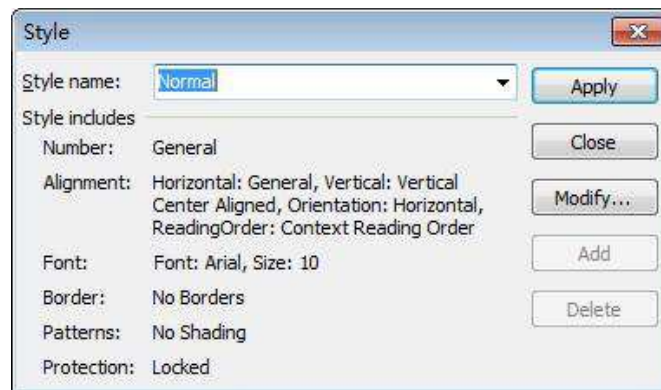 Style
Style name: Normal Apply
Style includes
Number: General Close
Alignment: Horizontal: General, Vertical: Vertical
Center Aligned, Orientation: Horizontal, Modify...
ReadingOrder: Context Reading Order
Font: Font: Arial, Size: 10 Add
Border: No Borders
Patterns: No Shading Delete
Protection: Locked